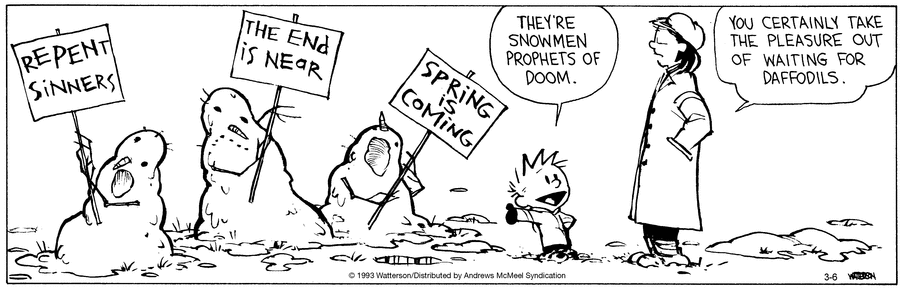 REPENT
SINNERS
THE END
IS NEAR
SPRING
IS
COMING
THEY'RE
SNOWMEN
PROPHETS OF
DOOM.
YOU CERTAINLY TAKE
THE PLEASURE OUT
OF WAITING FOR
DAFFODILS.
© 1993 Watterson/Distributed by Andrews McMeel Syndication
3-6 WATTERSON